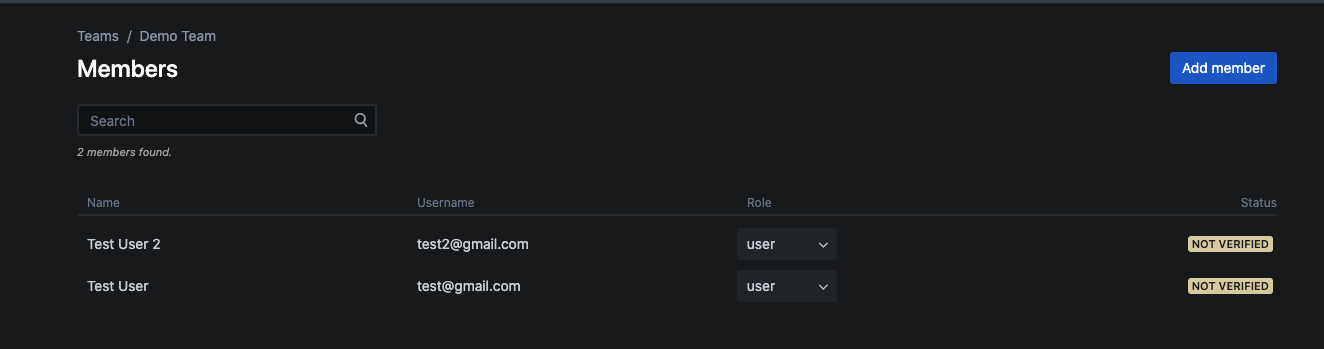 Teams / Demo Team
Members
Add member
Search
2 members found.
Name Username Role Status
Test User 2 test2@gmail.com user NOT VERIFIED
Test User test@gmail.com user NOT VERIFIED